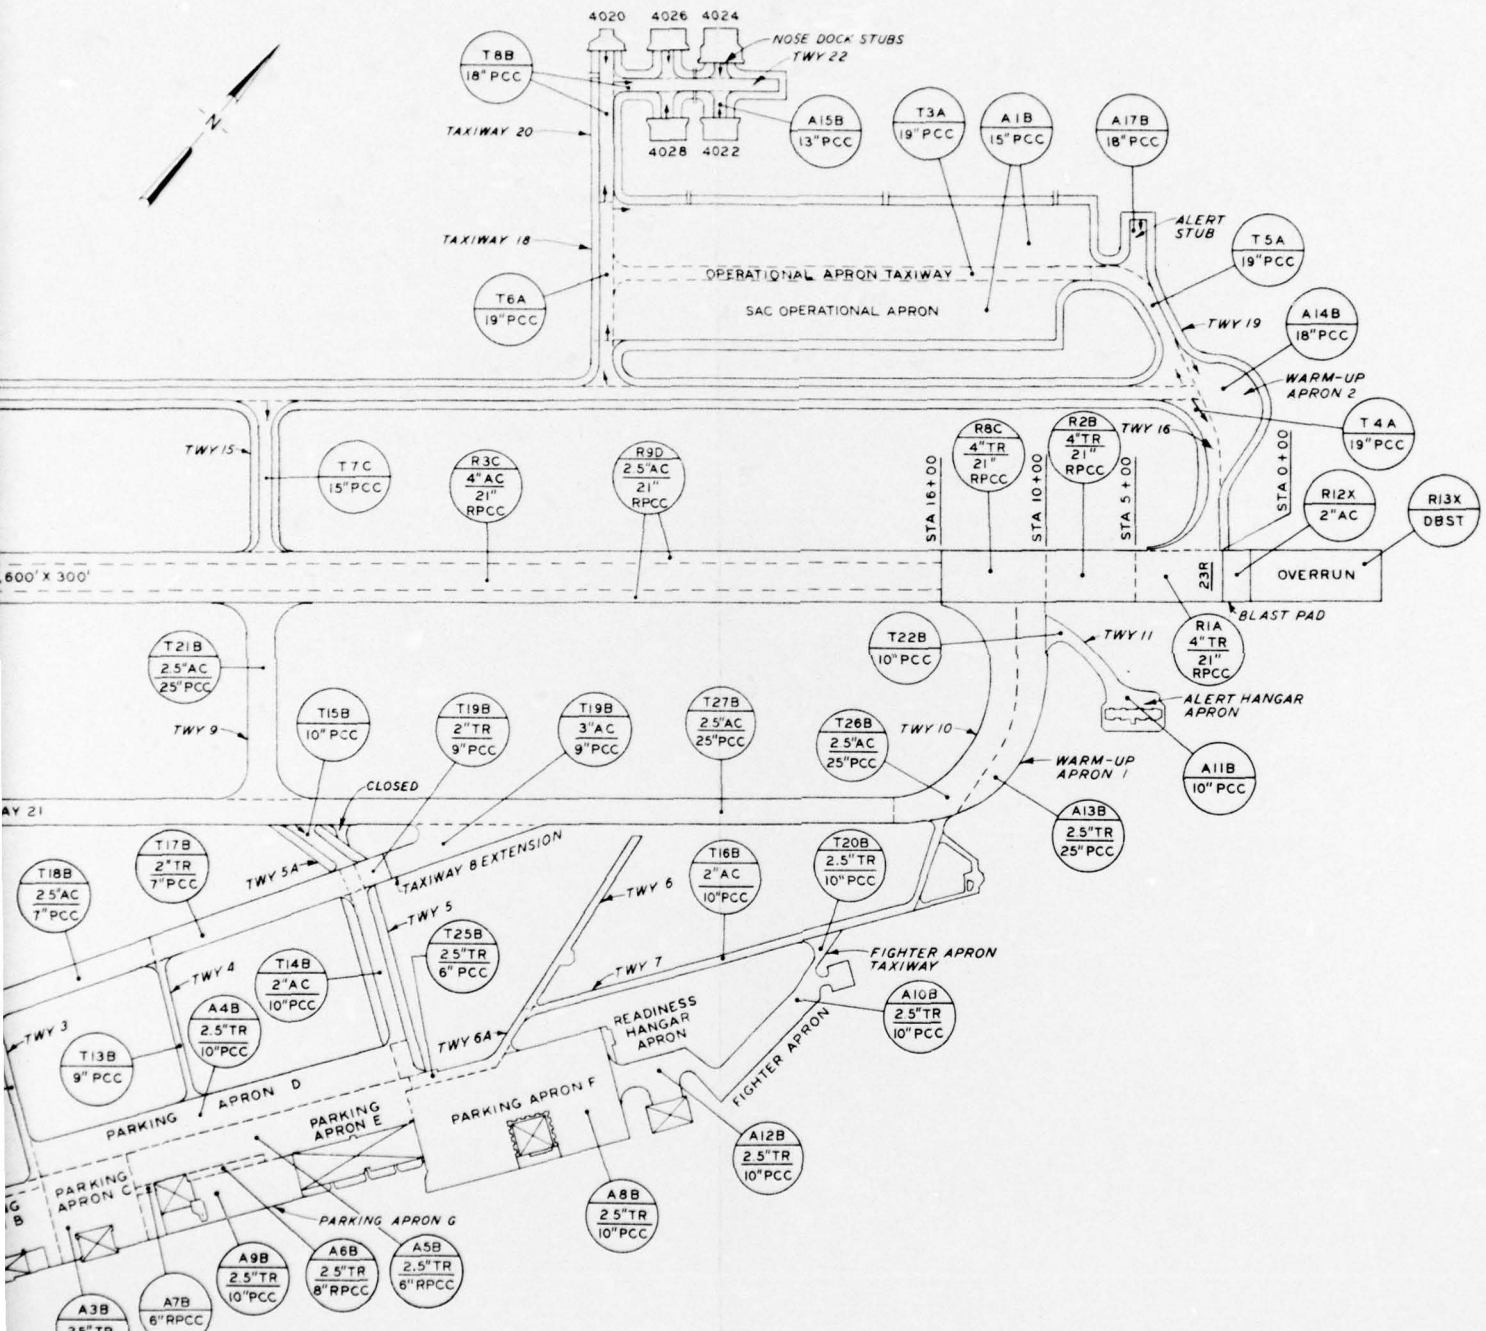 4020 4026 4024
NOSE DOCK STUBS
TWY 22
T8B
18" PCC
N
TAXIWAY 20
A15B
13" PCC
T3A
19" PCC
A1B
15" PCC
A17B
18" PCC
4028 4022
ALERT
STUB
TAXIWAY 18
T5A
19" PCC
OPERATIONAL APRON TAXIWAY
T6A
19" PCC
SAC OPERATIONAL APRON
TWY 19
A14B
18" PCC
WARM-UP
APRON 2
TWY 15
T7C
15" PCC
R3C
4" AC
21"
RPCC
R9D
2.5" AC
21"
RPCC
R8C
4" TR
21"
RPCC
R2B
4" TR
21"
RPCC
TWY 16
T4A
19" PCC
STA 16+00
STA 10+00
STA 5+00
STA 0+00
R12X
2" AC
R13X
DBST
,600' X 300'
23R
OVERRUN
BLAST PAD
T21B
2.5" AC
25" PCC
T22B
10" PCC
TWY 11
R1A
4" TR
21"
RPCC
ALERT HANGAR
APRON
TWY 9
T15B
10" PCC
T19B
2" TR
9" PCC
T19B
3" AC
9" PCC
T27B
2.5" AC
25" PCC
T26B
2.5" AC
25" PCC
TWY 10
WARM-UP
APRON 1
A11B
10" PCC
CLOSED
AY 21
A13B
2.5" TR
25" PCC
T18B
2.5" AC
7" PCC
T17B
2" TR
7" PCC
TWY 5A
TAXIWAY 8 EXTENSION
TWY 6
T16B
2" AC
10" PCC
T20B
2.5" TR
10" PCC
TWY 5
T25B
2.5" TR
6" PCC
TWY 4
T14B
2" AC
10" PCC
TWY 7
FIGHTER APRON
TAXIWAY
TWY 3
T13B
9" PCC
A4B
2.5" TR
10" PCC
TWY 6A
READINESS
HANGAR
APRON
A10B
2.5" TR
10" PCC
FIGHTER APRON
PARKING APRON D
PARKING
APRON E
PARKING APRON F
A12B
2.5" TR
10" PCC
PARKING
APRON C
G
B
PARKING APRON G
A8B
2.5" TR
10" PCC
A3B
2.5" TR
A7B
6" RPCC
A9B
2.5" TR
10" PCC
A6B
2.5" TR
8" RPCC
A5B
2.5" TR
6" RPCC